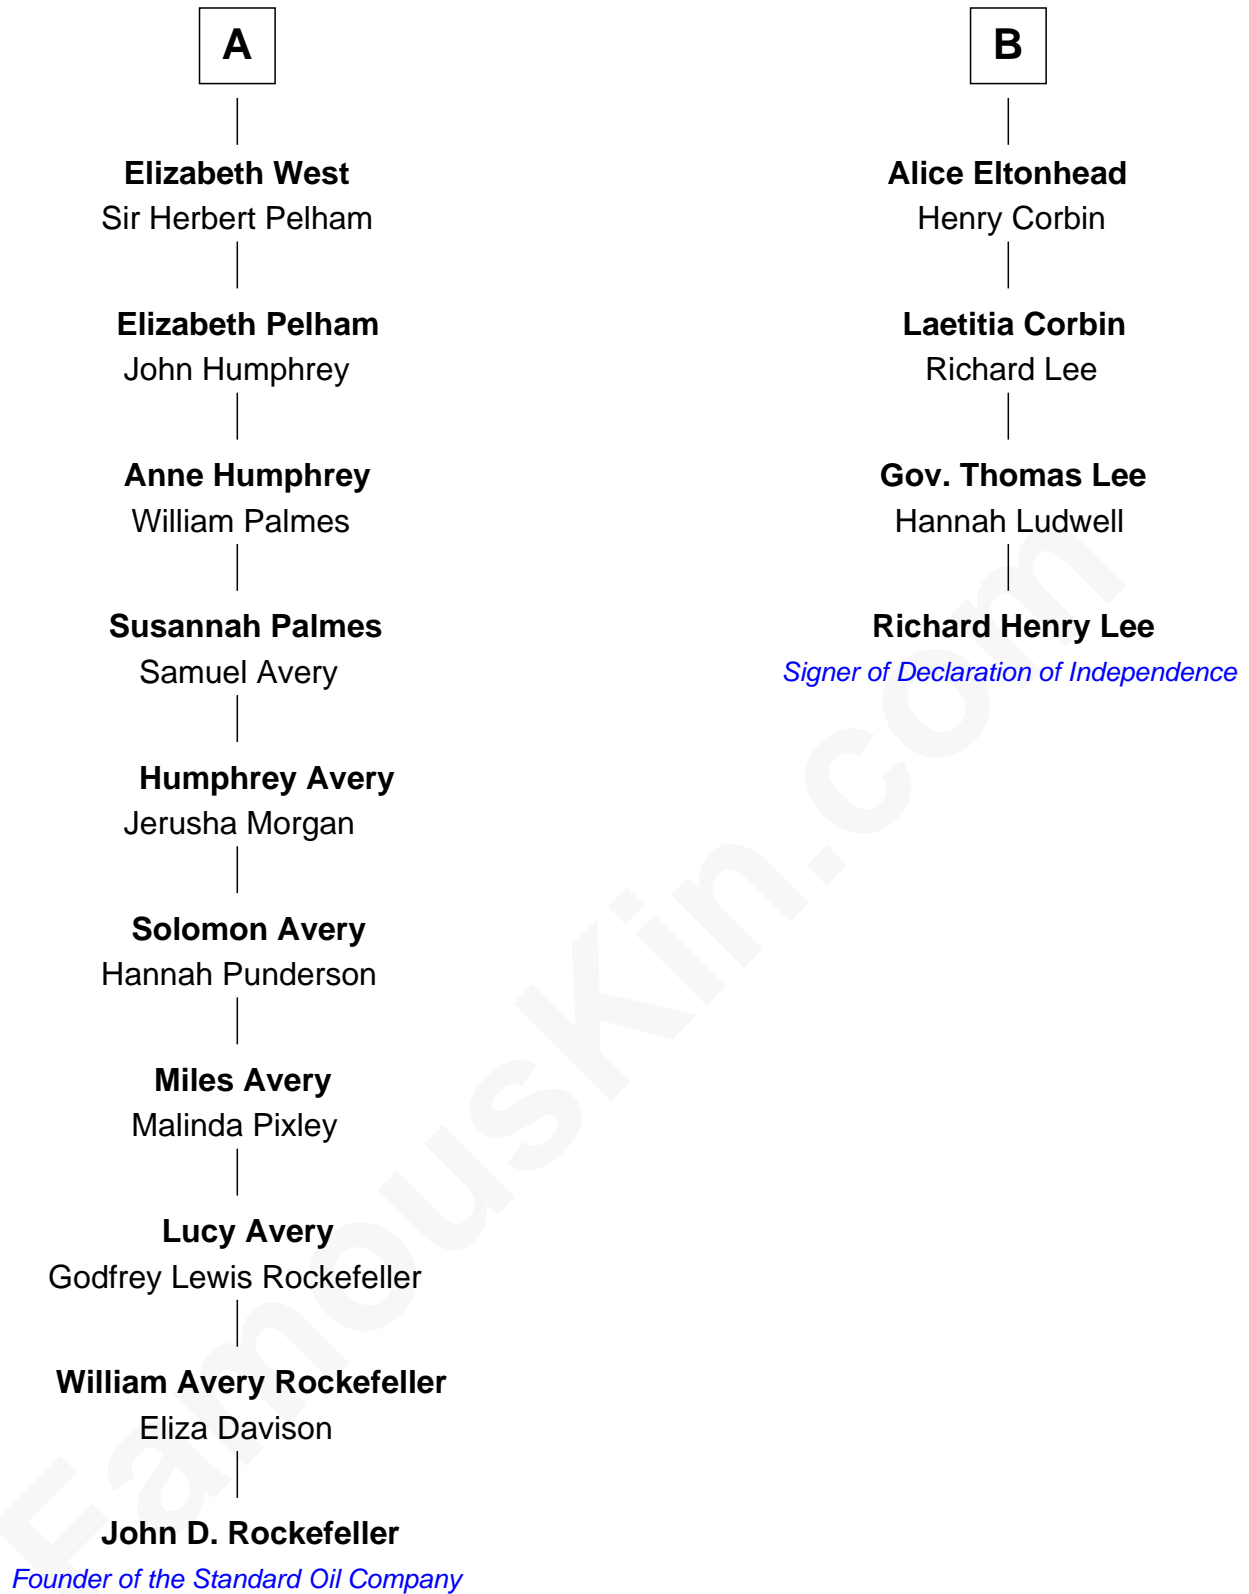 A
Elizabeth West
Sir Herbert Pelham
Elizabeth Pelham
John Humphrey
Anne Humphrey
William Palmes
Susannah Palmes
Samuel Avery
Humphrey Avery
Jerusha Morgan
Solomon Avery
Hannah Punderson
Miles Avery
Malinda Pixley
Lucy Avery
Godfrey Lewis Rockefeller
William Avery Rockefeller
Eliza Davison
John D. Rockefeller
Founder of the Standard Oil Company
B
Alice Eltonhead
Henry Corbin
Laetitia Corbin
Richard Lee
Gov. Thomas Lee
Hannah Ludwell
Richard Henry Lee
Signer of Declaration of Independence
FamousKin.com